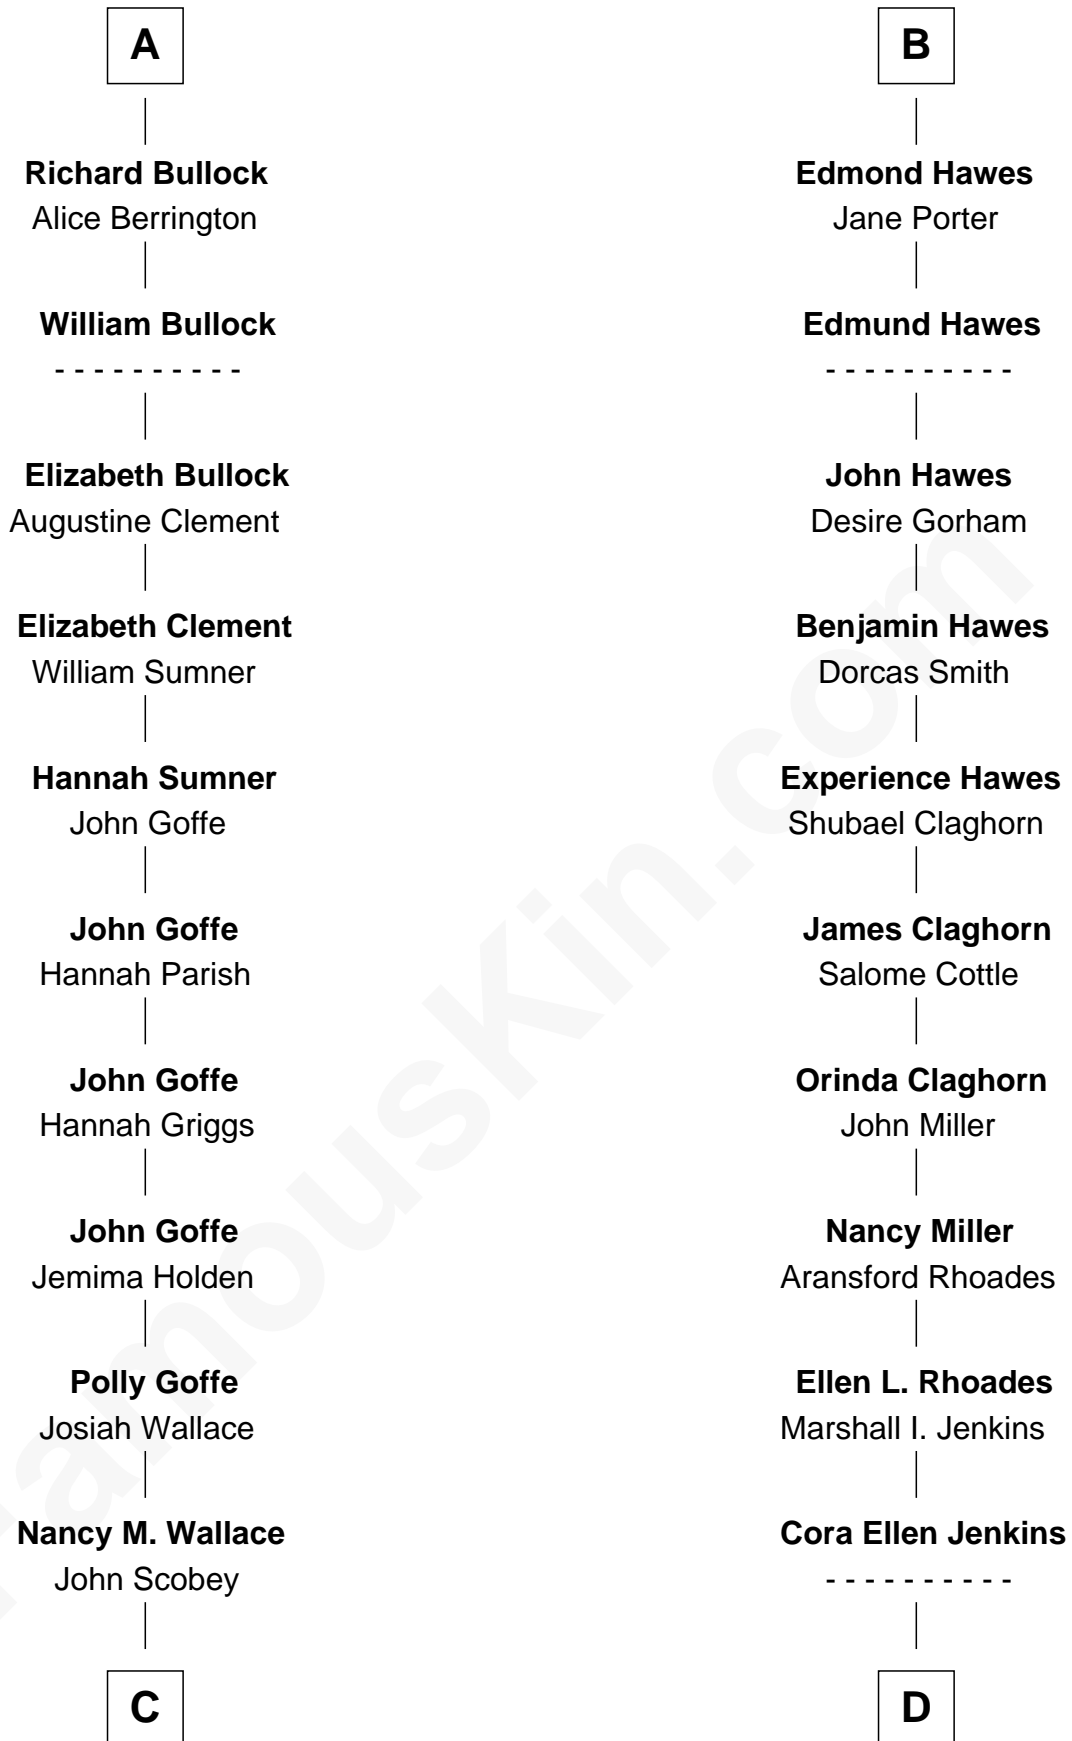 A
Richard Bullock
Alice Berrington
William Bullock
- - - - - - - - - -
Elizabeth Bullock
Augustine Clement
Elizabeth Clement
William Sumner
Hannah Sumner
John Goffe
John Goffe
Hannah Parish
John Goffe
Hannah Griggs
John Goffe
Jemima Holden
Polly Goffe
Josiah Wallace
Nancy M. Wallace
John Scobey
C
B
Edmond Hawes
Jane Porter
Edmund Hawes
- - - - - - - - - -
John Hawes
Desire Gorham
Benjamin Hawes
Dorcas Smith
Experience Hawes
Shubael Claghorn
James Claghorn
Salome Cottle
Orinda Claghorn
John Miller
Nancy Miller
Aransford Rhoades
Ellen L. Rhoades
Marshall I. Jenkins
Cora Ellen Jenkins
- - - - - - - - - -
D
FamousKin.com